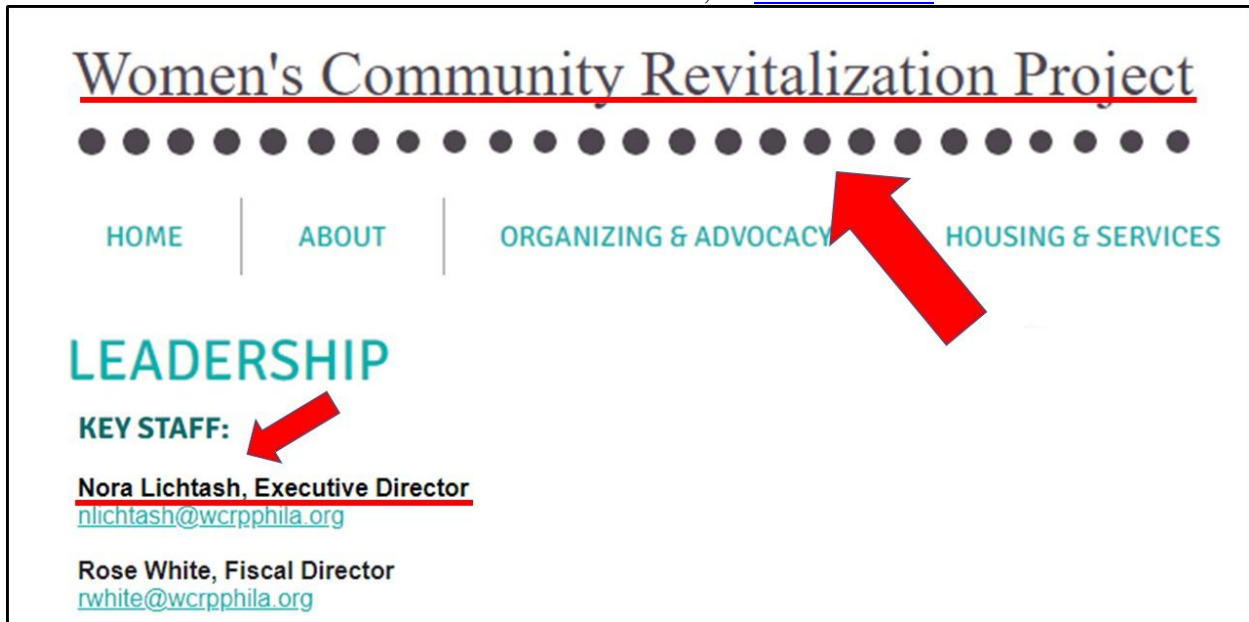 Women's Community Revitalization Project
HOME ABOUT ORGANIZING & ADVOCACY HOUSING & SERVICES
LEADERSHIP
KEY STAFF:
Nora Lichtash, Executive Director
nlichtash@wcrpphila.org
Rose White, Fiscal Director
rwhite@wcrpphila.org